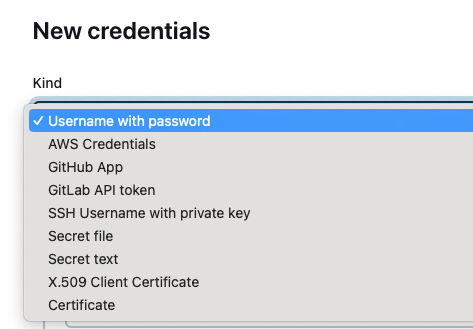 New credentials
Kind
✓ Username with password
AWS Credentials
GitHub App
GitLab API token
SSH Username with private key
Secret file
Secret text
X.509 Client Certificate
Certificate